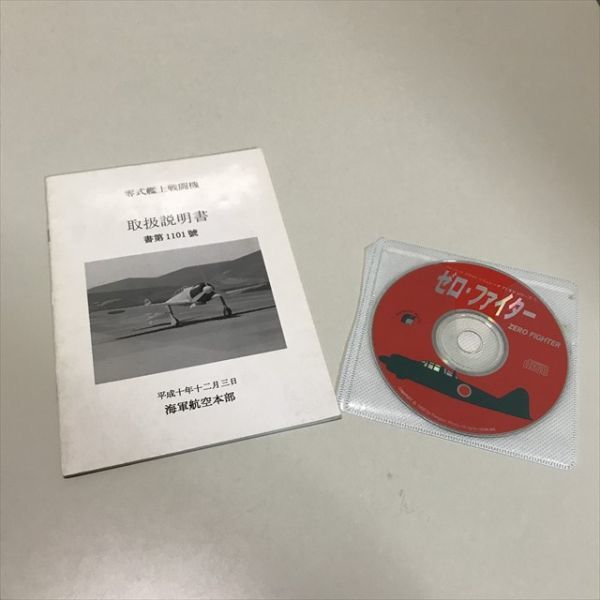 零式艦上戦闘機
取扱説明書
書第1101號
平成十年十二月三日
海軍航空本部
ゼロ・ファイター
ZERO FIGHTER